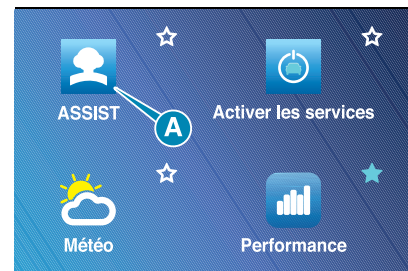 ASSIST
Activer les services
A
Météo
Performance